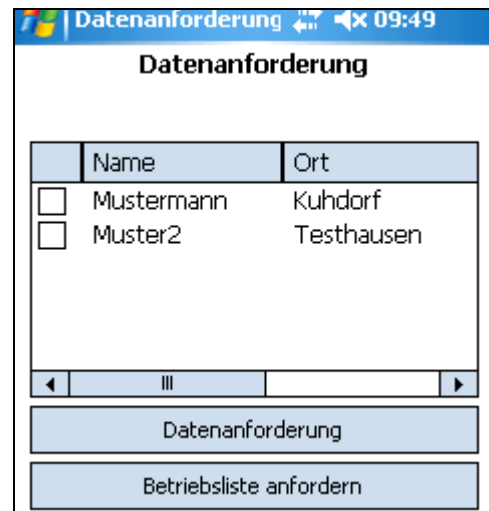 Datenanforderung 09:49
Datenanforderung
Name Ort
Mustermann Kuhdorf
Muster2 Testhausen
Datenanforderung
Betriebsliste anfordern